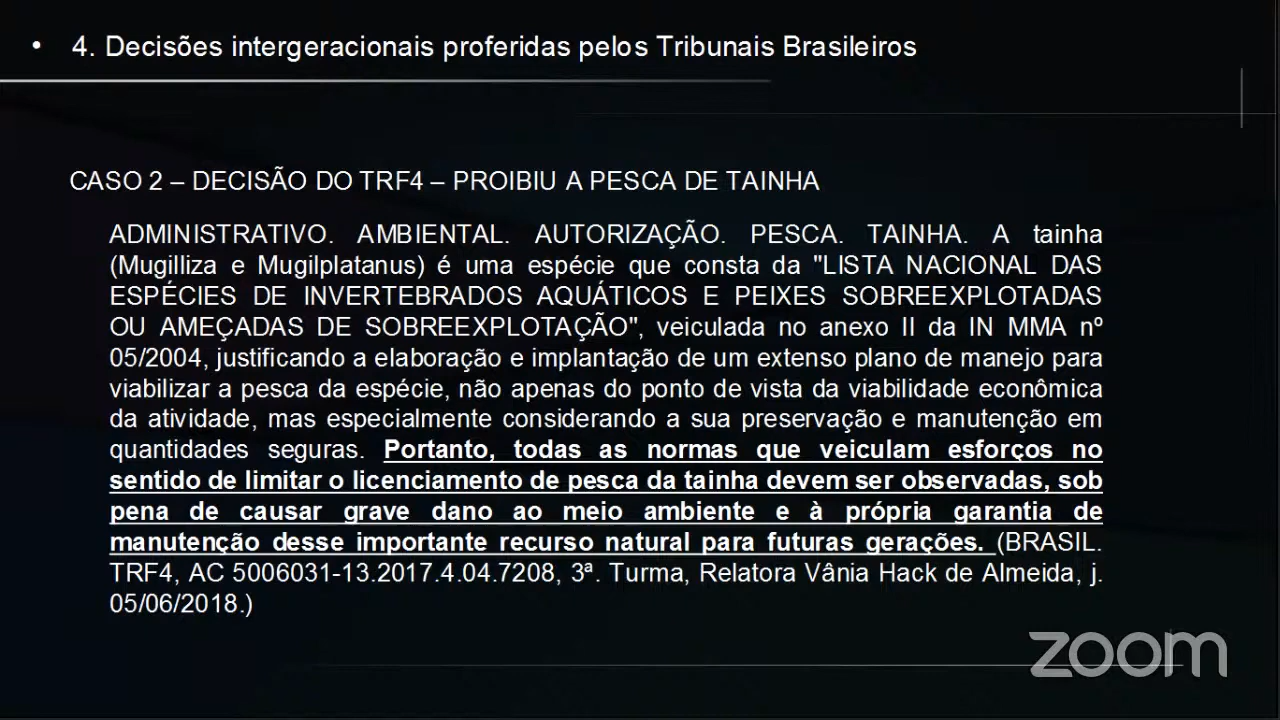 • 4. Decisões intergeracionais proferidas pelos Tribunais Brasileiros
CASO 2 – DECISÃO DO TRF4 – PROIBIU A PESCA DE TAINHA
ADMINISTRATIVO. AMBIENTAL. AUTORIZAÇÃO. PESCA. TAINHA. A tainha
(Mugilliza e Mugilplatanus) é uma espécie que consta da "LISTA NACIONAL DAS
ESPÉCIES DE INVERTEBRADOS AQUÁTICOS E PEIXES SOBREEXPLOTADAS
OU AMEÇADAS DE SOBREEXPLOTAÇÃO", veiculada no anexo II da IN MMA nº
05/2004, justificando a elaboração e implantação de um extenso plano de manejo para
viabilizar a pesca da espécie, não apenas do ponto de vista da viabilidade econômica
da atividade, mas especialmente considerando a sua preservação e manutenção em
quantidades seguras. Portanto, todas as normas que veiculam esforços no
sentido de limitar o licenciamento de pesca da tainha devem ser observadas, sob
pena de causar grave dano ao meio ambiente e à própria garantia de
manutenção desse importante recurso natural para futuras gerações. (BRASIL.
TRF4, AC 5006031-13.2017.4.04.7208, 3ª. Turma, Relatora Vânia Hack de Almeida, j.
05/06/2018.)
zoom